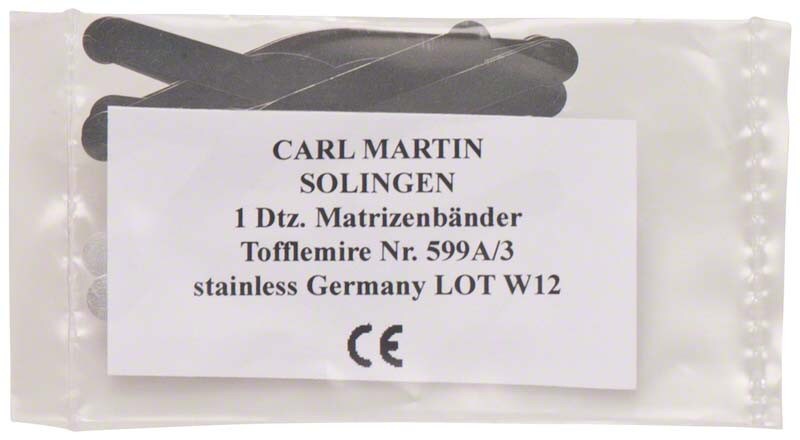 CARL MARTIN
SOLINGEN
1 Dtz. Matrizenbänder
Tofflemire Nr. 599A/3
stainless Germany LOT W12
CE